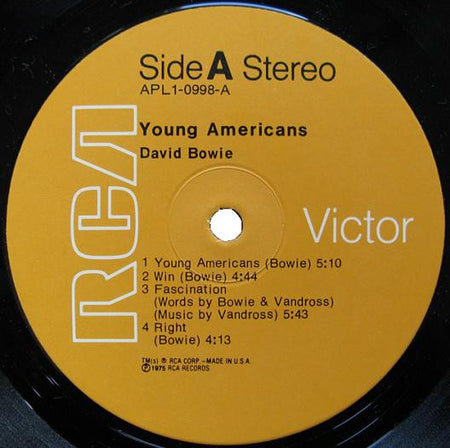 Side A Stereo
APL1-0998-A
Young Americans
David Bowie
RCA
Victor
1 Young Americans (Bowie) 5:10
2 Win (Bowie) 4:44
3 Fascination
(Words by Bowie & Vandross)
(Music by Vandross) 5:43
4 Right
(Bowie) 4:13
TM(s) ® RCA CORP.-MADE IN U.S.A.
Ⓟ1975 RCA RECORDS